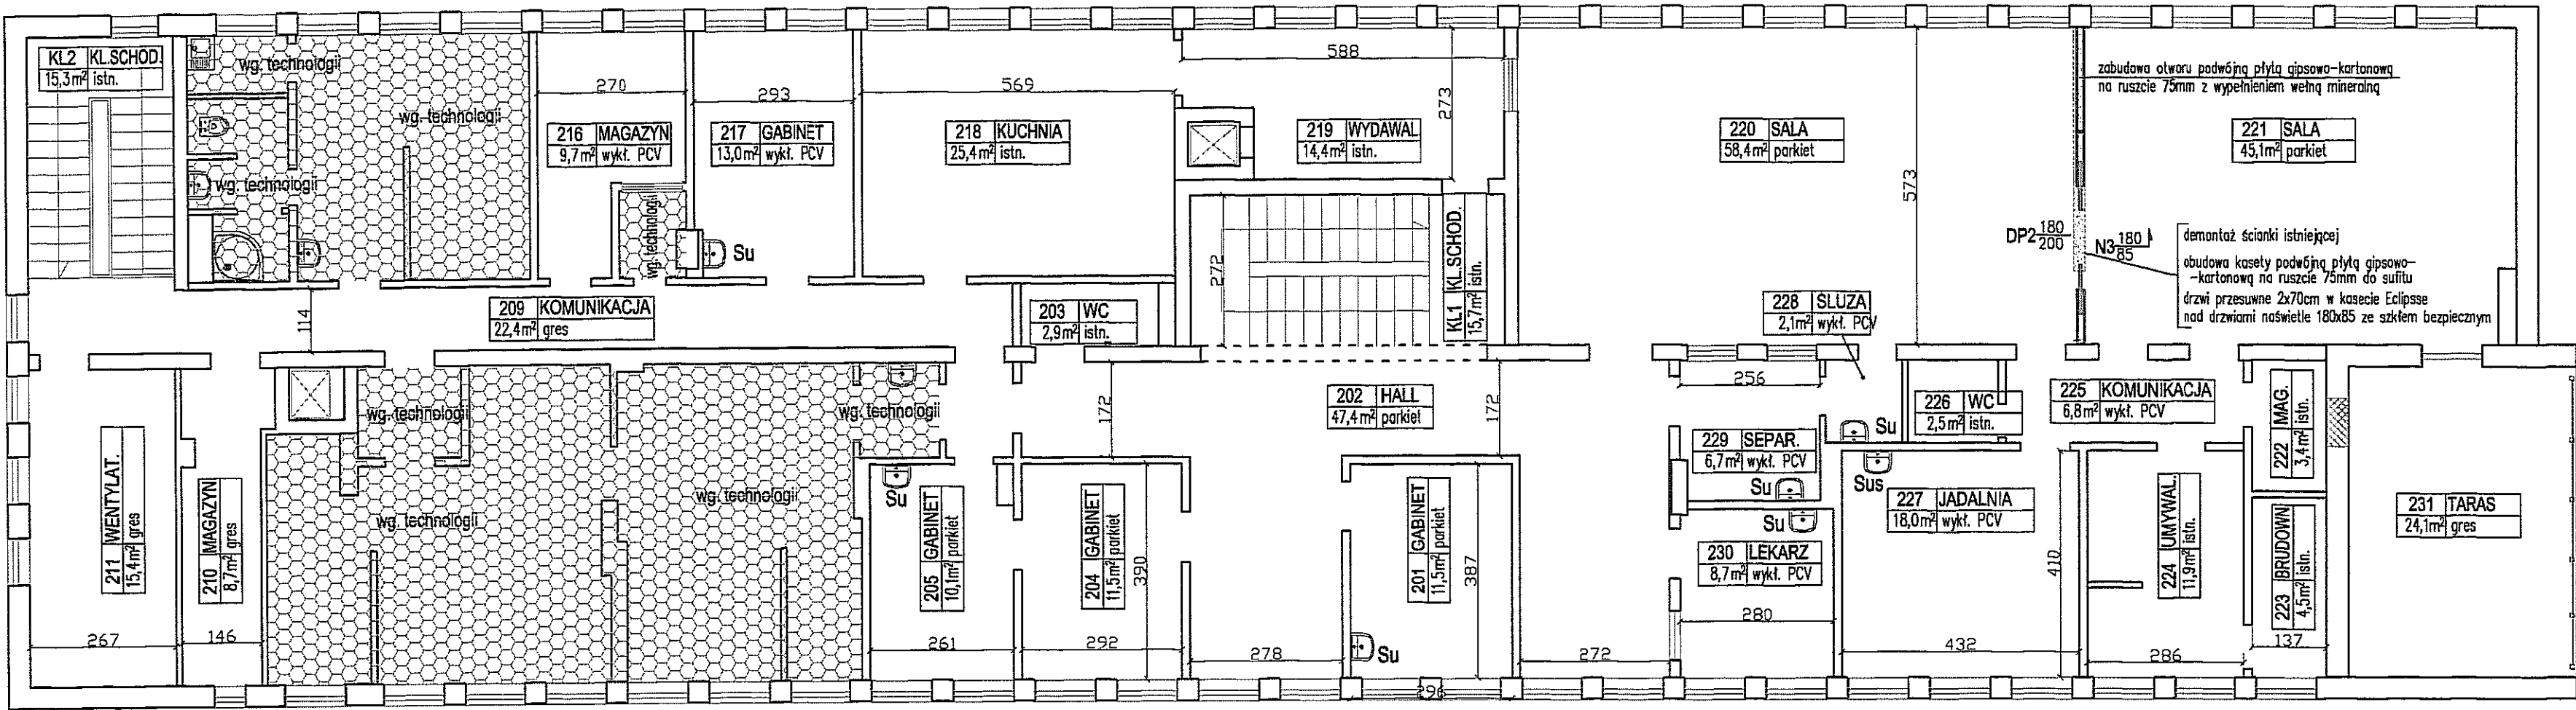 KL2 KL.SCHOD.
15,3m² istn.
wg. technologii
wg. technologii
wg. technologii
270
216 MAGAZYN
9,7m² wykł. PCV
wg. technologii
293
217 GABINET
13,0m² wykł. PCV
Su
569
218 KUCHNIA
25,4m² istn.
588
273
219 WYDAWAL.
14,4m² istn.
272
KL1 KL.SCHOD.
15,7m² istn.
220 SALA
58,4m² parkiet
573
zabudowa otworu podwójną płytą gipsowo-kartonową
na ruszcie 75mm z wypełnieniem wełną mineralną
221 SALA
45,1m² parkiet
DP2 180
200
N3 180
85
demontaż ścianki istniejącej
obudowa kasety podwójną płytą gipsowo-
-kartonową na ruszcie 75mm do sufitu
drzwi przesuwne 2x70cm w kasecie Eclipsse
nad drzwiami naświetle 180x85 ze szkłem bezpiecznym
114
209 KOMUNIKACJA
22,4m² gres
203 WC
2,9m² istn.
228 ŚLUZA
2,1m² wykł. PCV
wg. technologii
wg. technologii
172
202 HALL
47,4m² parkiet
172
256
226 WC
2,5m² istn.
225 KOMUNIKACJA
6,8m² wykł. PCV
222 MAG.
3,4m² istn.
Su
229 SEPAR.
6,7m² wykł. PCV
Su
Sus
211 WENTYLAT.
15,4m² gres
210 MAGAZYN
8,7m² gres
wg. technologii
wg. technologii
Su
205 GABINET
10,1m² parkiet
204 GABINET
11,5m² parkiet
390
201 GABINET
11,5m² parkiet
387
Su
230 LEKARZ
8,7m² wykł. PCV
227 JADALNIA
18,0m² wykł. PCV
410
224 UMYWAL.
11,9m² istn.
223 BRUDOWN
4,5m² istn.
231 TARAS
24,1m² gres
267
146
261
292
278
Su
296
272
280
432
286
137